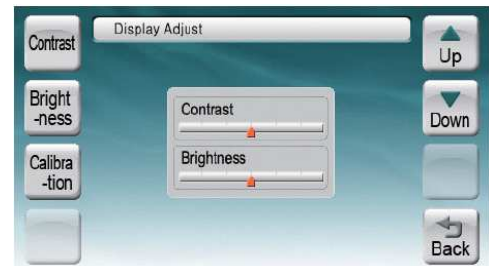 Display Adjust
Contrast
Bright
-ness
Calibra
-tion
Contrast
Brightness
Up
Down
Back